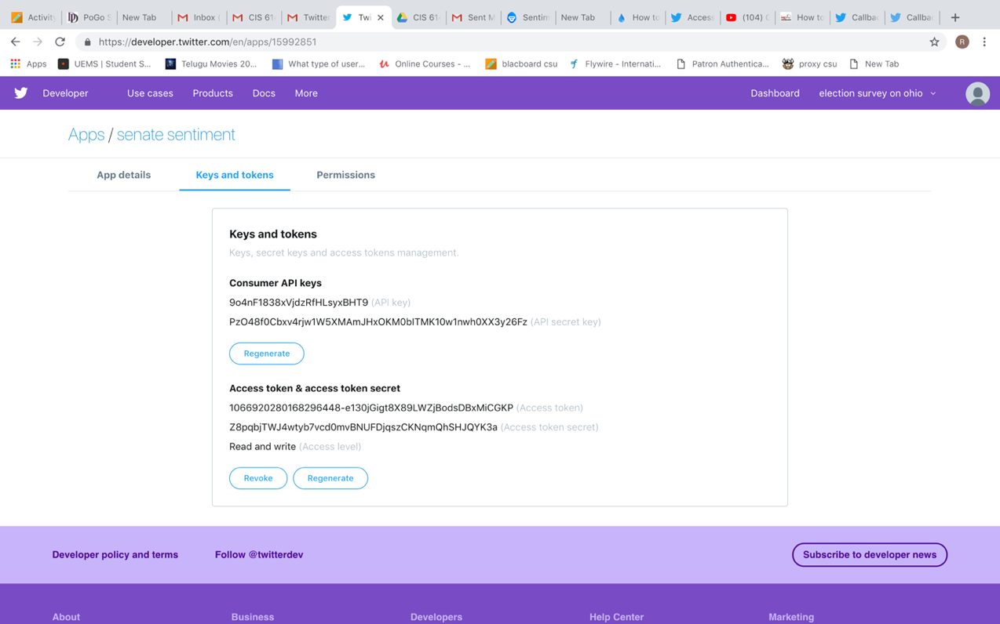 Activity
PoGo S
New Tab
Inbox (
CIS 614
Twitter
Twi
CIS 614
Sent M
Sentim
New Tab
How to
Access
(104) C
How to
Callba
Callba
https://developer.twitter.com/en/apps/15992851
R
Apps
UEMS | Student S...
Telugu Movies 20...
What type of user...
Online Courses - ...
blacboard csu
Flywire - Internati...
Patron Authentica...
proxy csu
New Tab
Developer
Use cases
Products
Docs
More
Dashboard
election survey on ohio
Apps / senate sentiment
App details
Keys and tokens
Permissions
Keys and tokens
Keys, secret keys and access tokens management.
Consumer API keys
9o4nF1838xVjdzRfHLsyxBHT9 (API key)
PzO48f0Cbxv4rjw1W5XMAmJHxOKM0bITMK10w1nwh0XX3y26Fz (API secret key)
Regenerate
Access token & access token secret
1066920280168296448-e130jGigt8X89LWZjBodsDBxMiCGKP (Access token)
Z8pqbjTWJ4wtyb7vcd0mvBNUFDjqszCKNqmQhSHJQYK3a (Access token secret)
Read and write (Access level)
Revoke
Regenerate
Developer policy and terms
Follow @twitterdev
Subscribe to developer news
About
Business
Developers
Help Center
Marketing